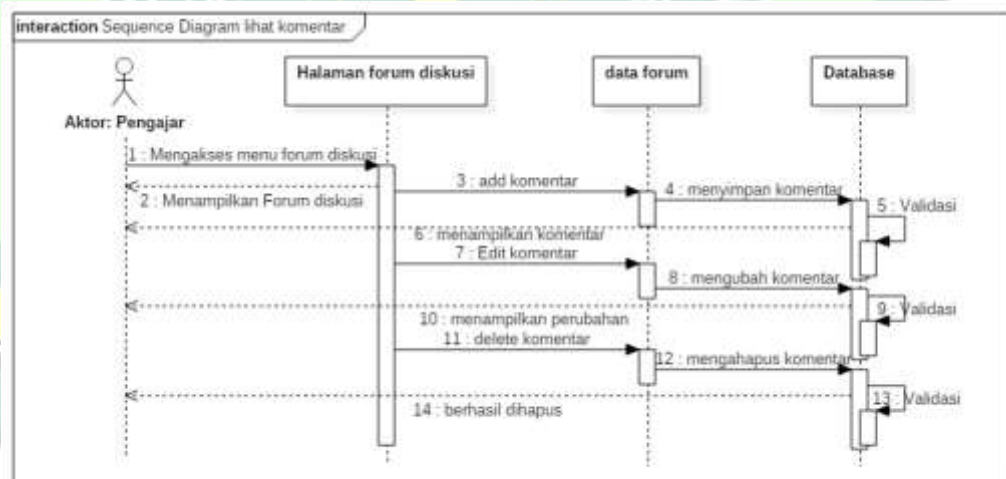 interaction Sequence Diagram lihat komentar
Halaman forum diskusi
data forum
Database
Aktor: Pengajar
1 : Mengakses menu forum diskusi
2 : Menampilkan Forum diskusi
3 : add komentar
4 : menyimpan komentar
5 : Validasi
6 : menampilkan komentar
7 : Edit komentar
8 : mengubah komentar
9 : Validasi
10 : menampilkan perubahan
11 : delete komentar
12 : mengahapus komentar
13 : Validasi
14 : berhasil dihapus